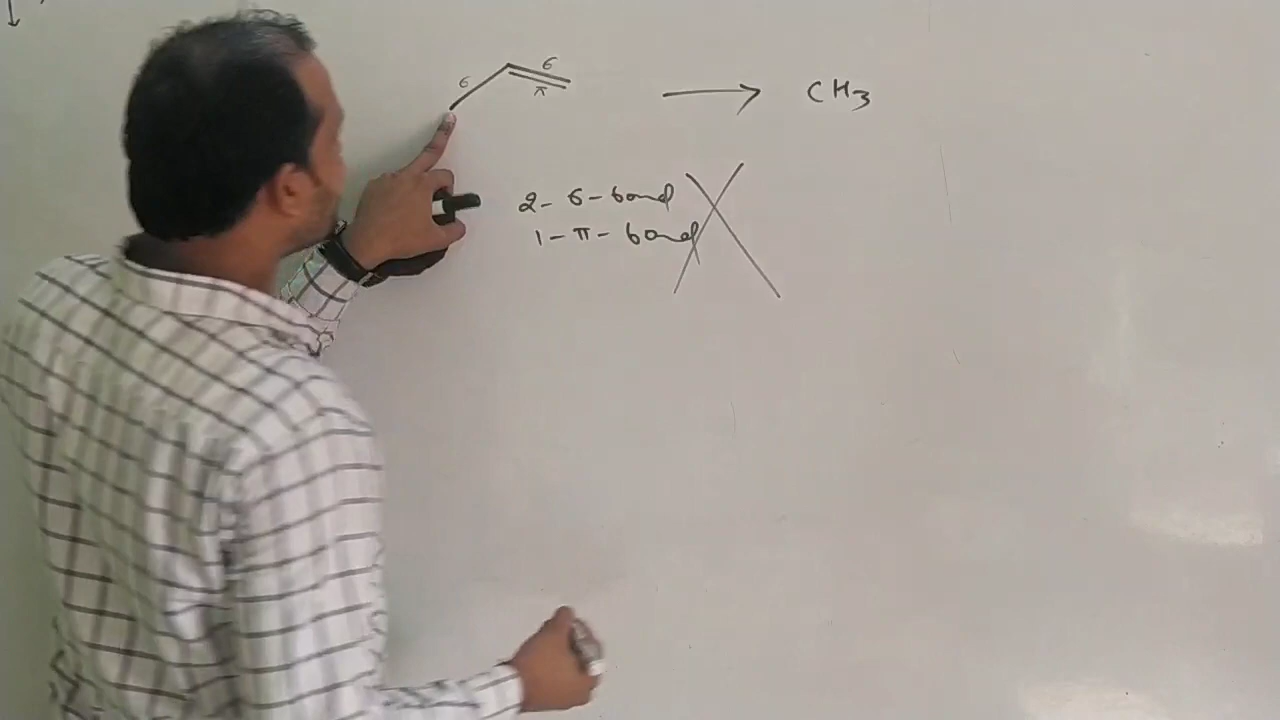 σ σ π → CH3
2 - σ - bond
1 - π - bond